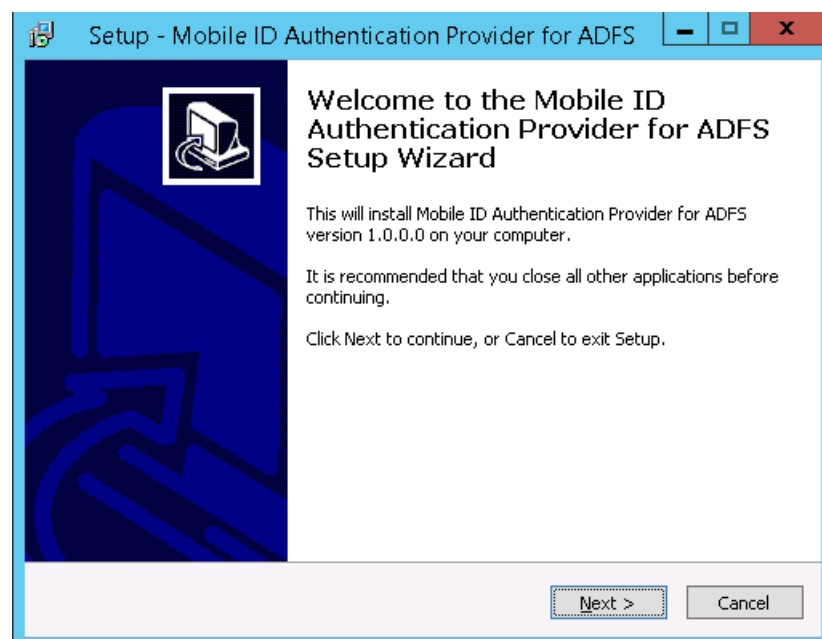 Setup - Mobile ID Authentication Provider for ADFS
Welcome to the Mobile ID
Authentication Provider for ADFS
Setup Wizard
This will install Mobile ID Authentication Provider for ADFS
version 1.0.0.0 on your computer.
It is recommended that you close all other applications before
continuing.
Click Next to continue, or Cancel to exit Setup.
Next >
Cancel